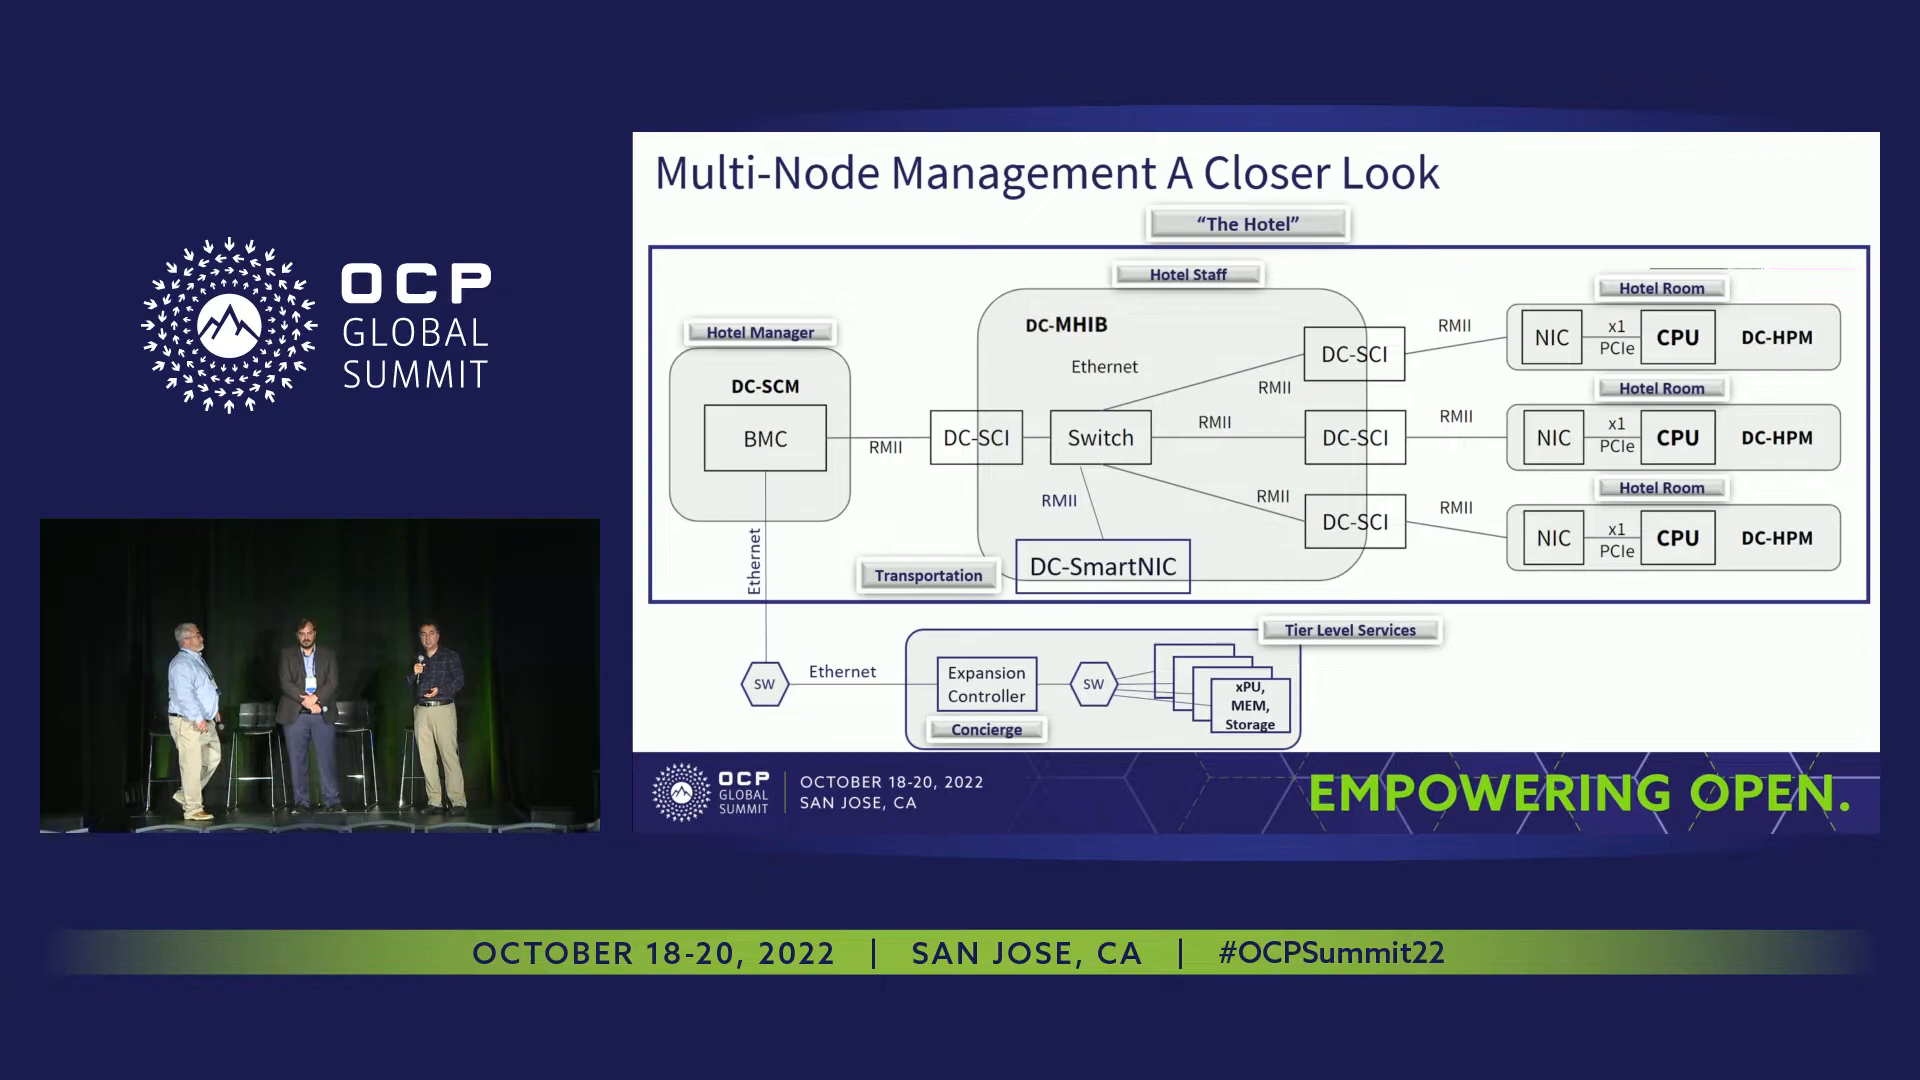 OCP
GLOBAL
SUMMIT
Multi-Node Management A Closer Look
“The Hotel”
Hotel Staff
Hotel Manager
DC-SCM
BMC
RMII
Ethernet
DC-SCI
DC-MHIB
Ethernet
Switch
RMII
RMII
RMII
RMII
DC-SmartNIC
Transportation
DC-SCI
DC-SCI
DC-SCI
RMII
RMII
RMII
Hotel Room
NIC
x1
PCIe
CPU
DC-HPM
Hotel Room
NIC
x1
PCIe
CPU
DC-HPM
Hotel Room
NIC
x1
PCIe
CPU
DC-HPM
SW
Ethernet
Tier Level Services
Expansion
Controller
Concierge
SW
xPU,
MEM,
Storage
OCP
GLOBAL
SUMMIT
OCTOBER 18-20, 2022
SAN JOSE, CA
EMPOWERING OPEN.
OCTOBER 18-20, 2022 | SAN JOSE, CA | #OCPSummit22